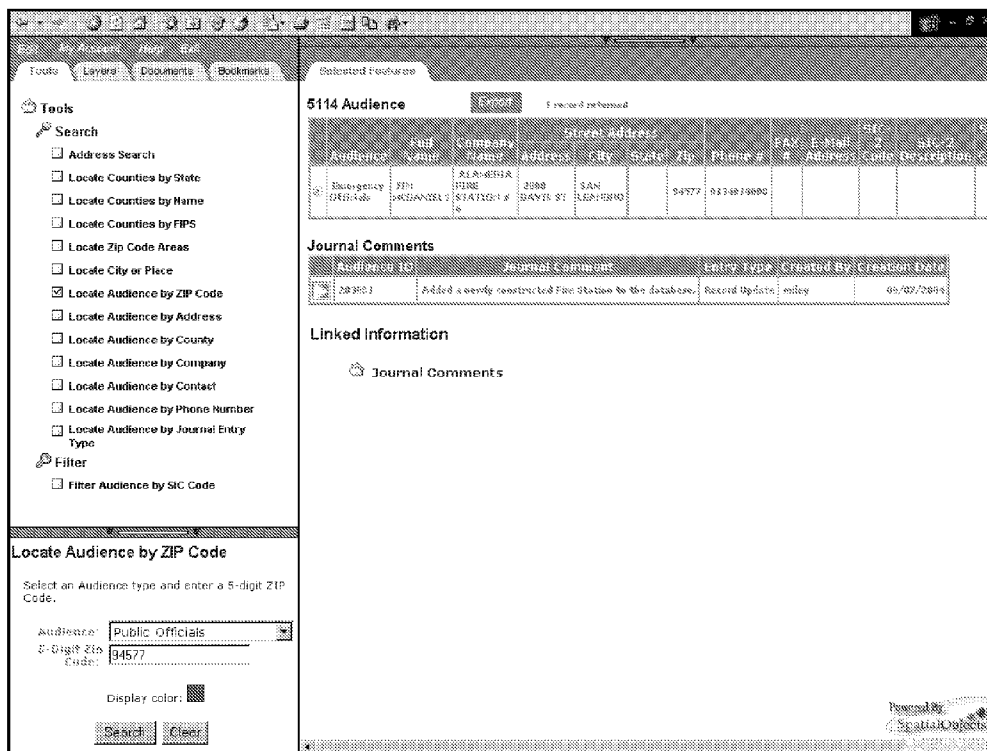 Edit My Account Help Exit
Tools Layers Documents Bookmarks
Tools
Search
Address Search
Locate Counties by State
Locate Counties by Name
Locate Counties by FIPS
Locate Zip Code Areas
Locate City or Place
Locate Audience by ZIP Code
Locate Audience by Address
Locate Audience by County
Locate Audience by Company
Locate Audience by Contact
Locate Audience by Phone Number
Locate Audience by Journal Entry
Type
Filter
Filter Audience by SIC Code
Locate Audience by ZIP Code
Select an Audience type and enter a 5-digit ZIP
Code.
Audience: Public Officials
5-Digit Zip
Code: 94577
Display color:
Search Clear
Selected Features
5114 Audience Export 1 record returned
Street Address
Audience Full Name Company Name Address City State Zip Phone # FAX # E-Mail Address SIC 2 Code SIC 2 Description
Emergency Officials JIM MCDANIELS ALAMEDA FIRE STATION # DAVIS ST SAN LEANDRO 94577
Journal Comments
Audience ID Journal Comment Entry Type Created By Creation Date
Added a newly constructed Fire Station to the database. Record Update
Linked Information
Journal Comments
Powered By
SpatialObjects